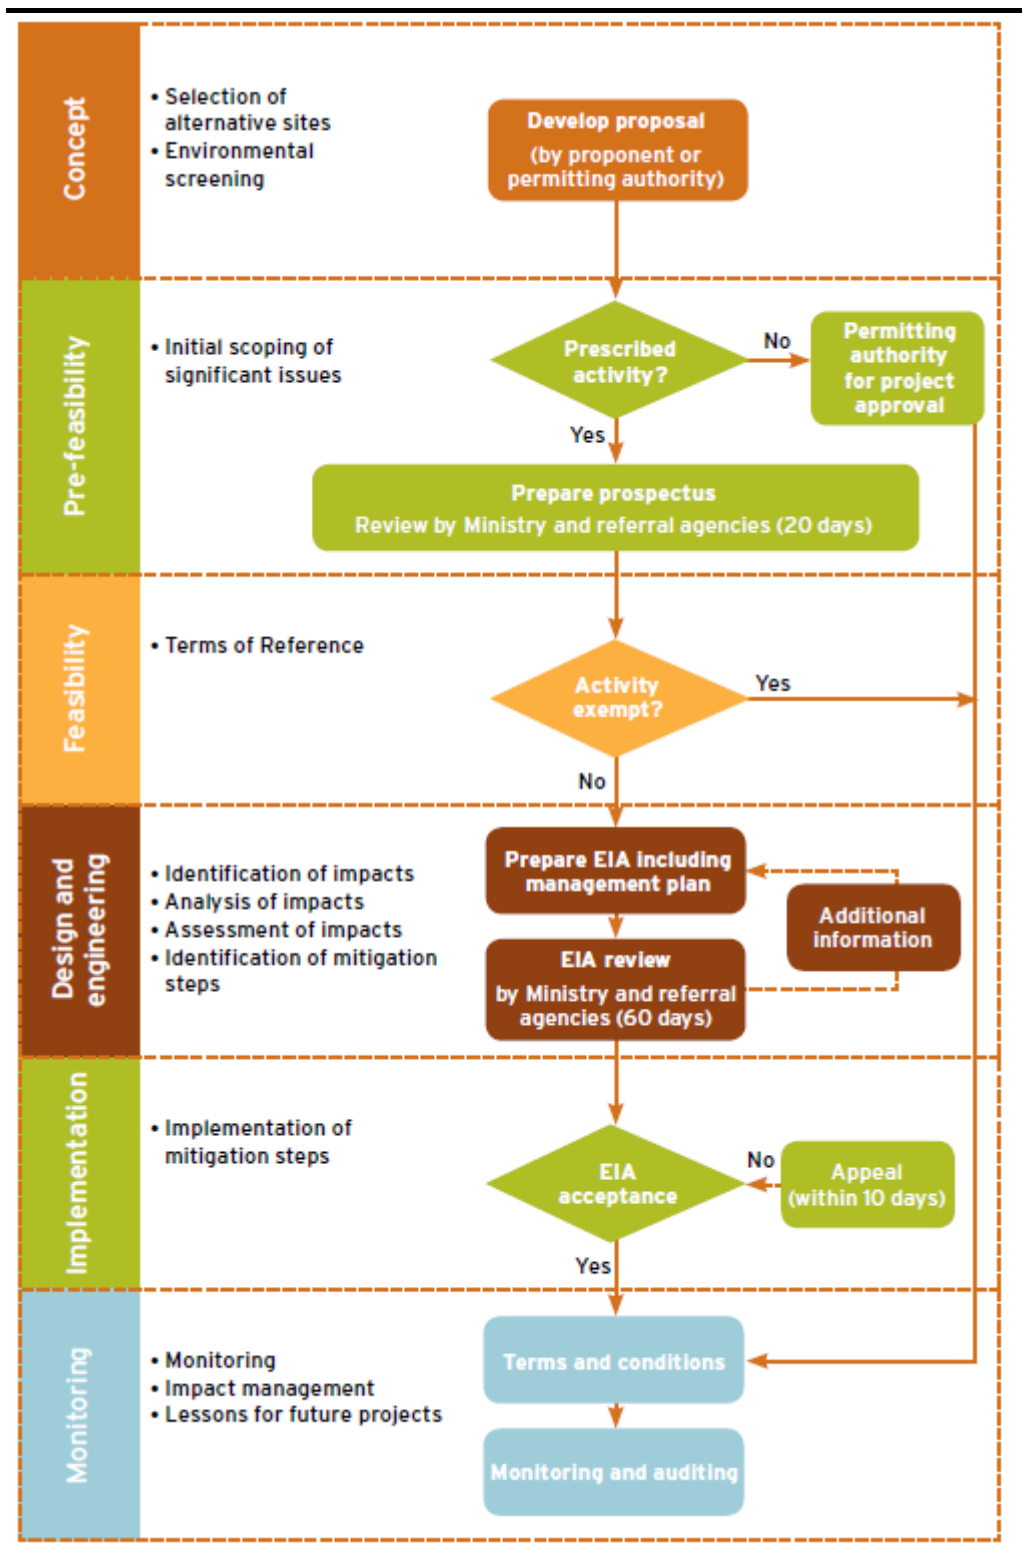 Concept
• Selection of
alternative sites
• Environmental
screening
Develop proposal
(by proponent or
permitting authority)
Pre-feasibility
• Initial scoping of
significant issues
Prescribed
activity?
No
Permitting
authority
for project
approval
Yes
Prepare prospectus
Review by Ministry and referral agencies (20 days)
Feasibility
• Terms of Reference
Activity
exempt?
Yes
No
Design and
engineering
• Identification of impacts
• Analysis of impacts
• Assessment of impacts
• Identification of mitigation
steps
Prepare EIA including
management plan
Additional
information
EIA review
by Ministry and referral
agencies (60 days)
Implementation
• Implementation of
mitigation steps
EIA
acceptance
No
Appeal
(within 10 days)
Yes
Monitoring
• Monitoring
• Impact management
• Lessons for future projects
Terms and conditions
Monitoring and auditing